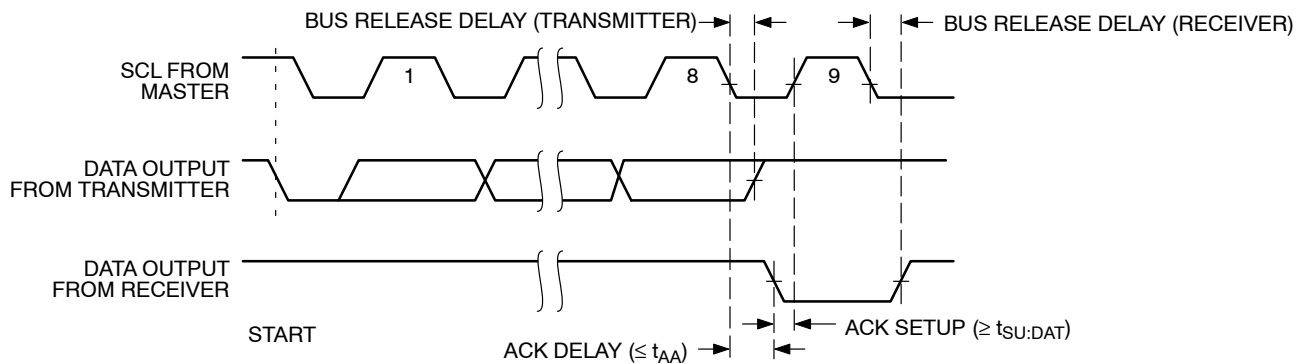 BUS RELEASE DELAY (TRANSMITTER)
BUS RELEASE DELAY (RECEIVER)
SCL FROM
MASTER
1
8
9
DATA OUTPUT
FROM TRANSMITTER
DATA OUTPUT
FROM RECEIVER
START
ACK SETUP (≥ tSU:DAT)
ACK DELAY (≤ tAA)